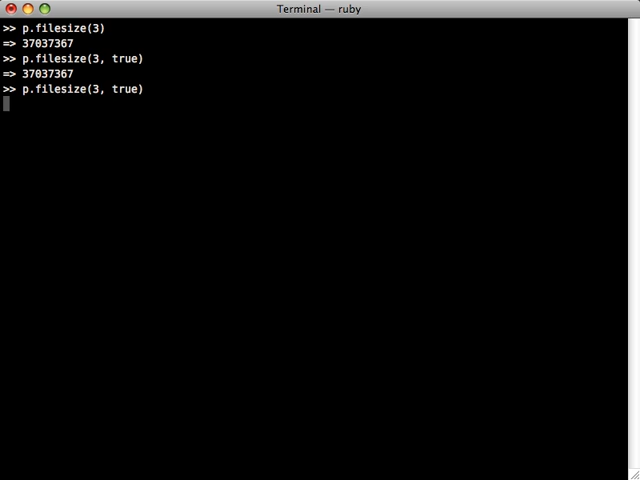 Terminal — ruby
>> p.filesize(3)
=> 37037367
>> p.filesize(3, true)
=> 37037367
>> p.filesize(3, true)